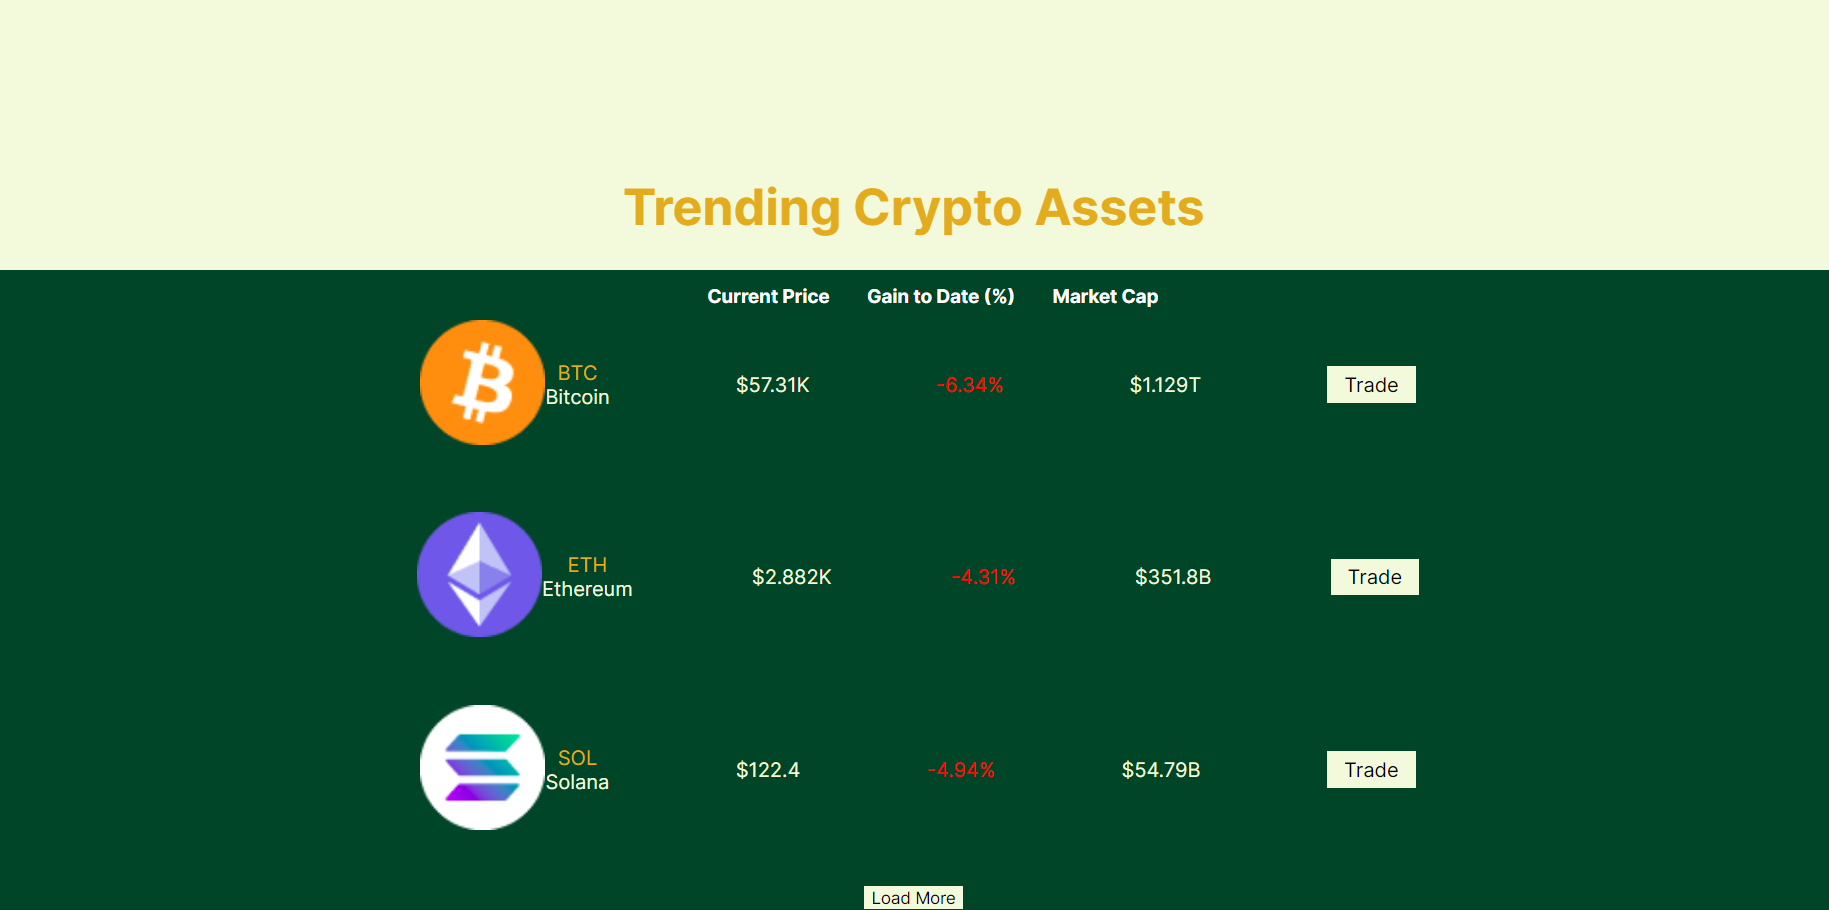 Trending Crypto Assets
Current Price Gain to Date (%) Market Cap
BTC
Bitcoin
$57.31K -6.34% $1.129T Trade
ETH
Ethereum
$2.882K -4.31% $351.8B Trade
SOL
Solana
$122.4 -4.94% $54.79B Trade
Load More